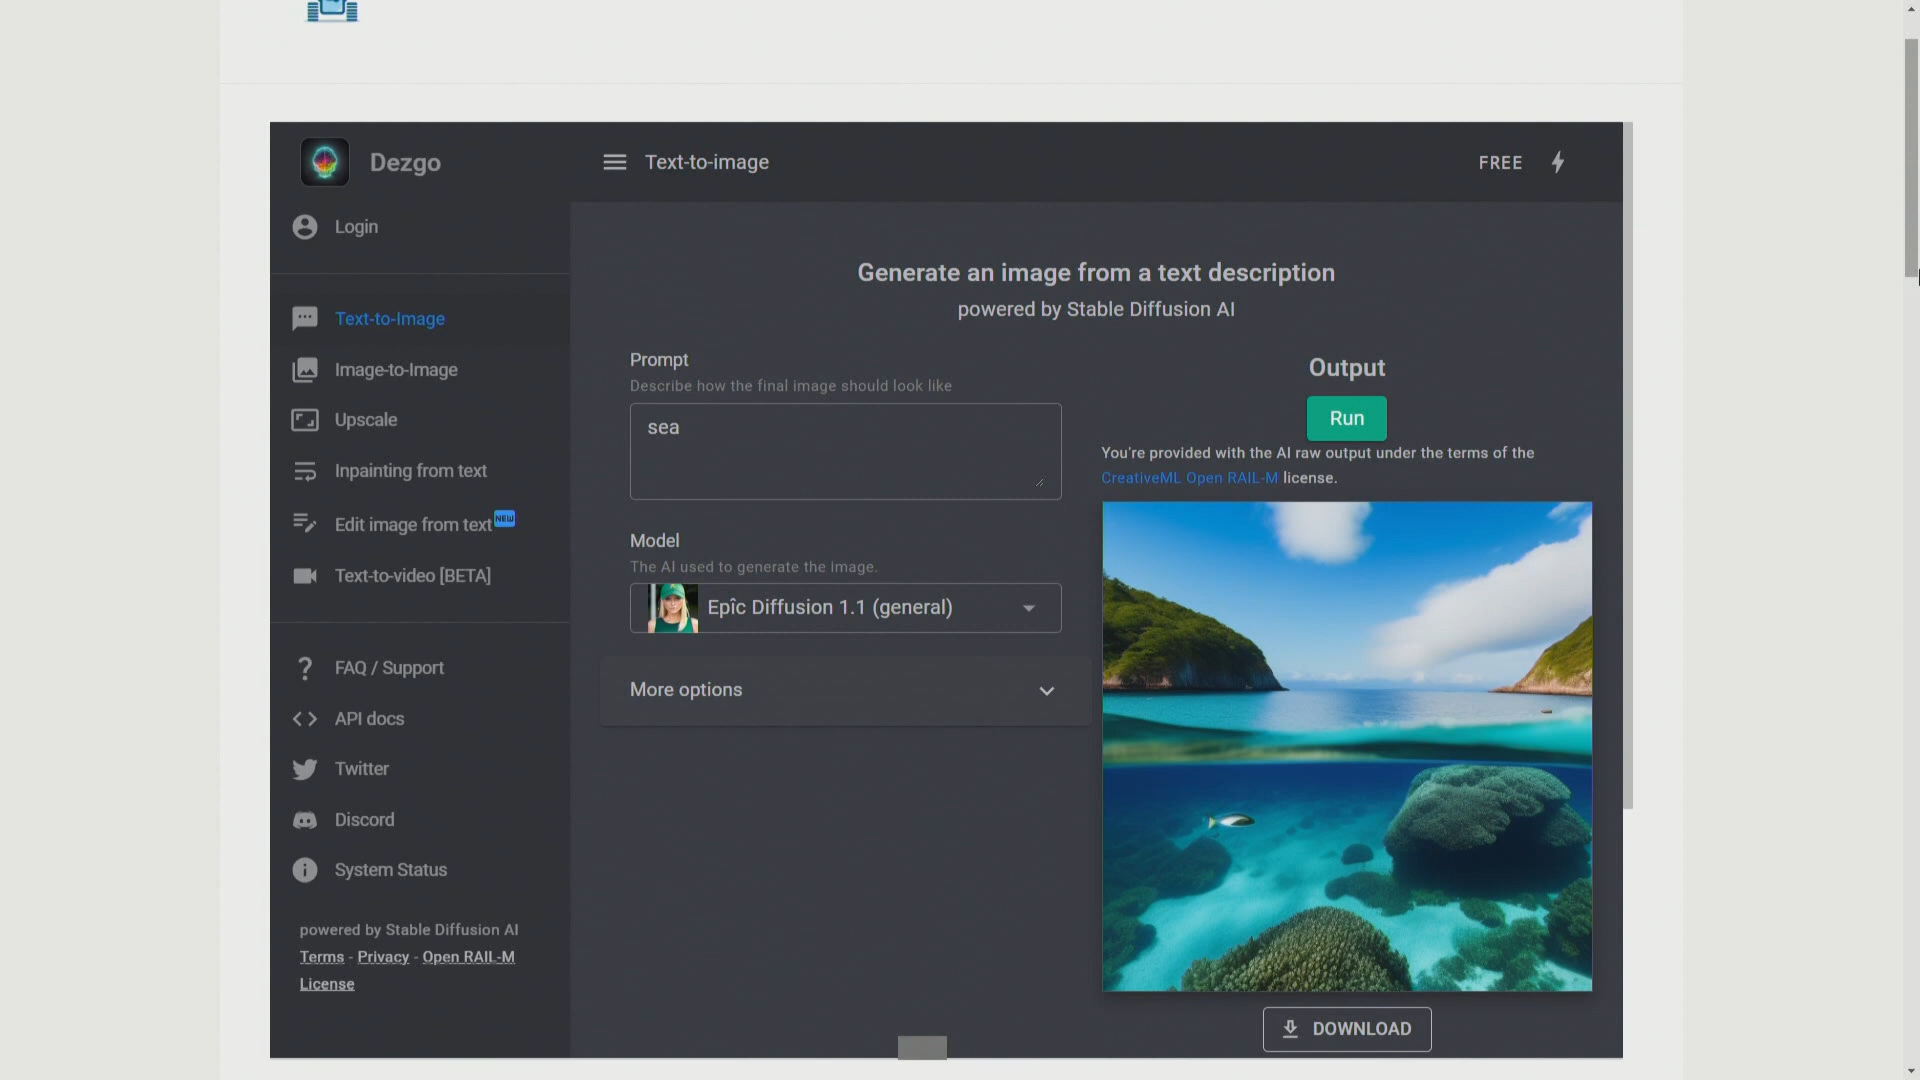 Dezgo
Text-to-image
FREE
Login
Text-to-Image
Image-to-Image
Upscale
Inpainting from text
Edit image from text NEW
Text-to-video [BETA]
FAQ / Support
API docs
Twitter
Discord
System Status
powered by Stable Diffusion AI
Terms - Privacy - Open RAIL-M
License
Generate an image from a text description
powered by Stable Diffusion AI
Prompt
Describe how the final image should look like
sea
Model
The AI used to generate the image.
Epîc Diffusion 1.1 (general)
More options
Output
Run
You're provided with the AI raw output under the terms of the
CreativeML Open RAIL-M license.
DOWNLOAD